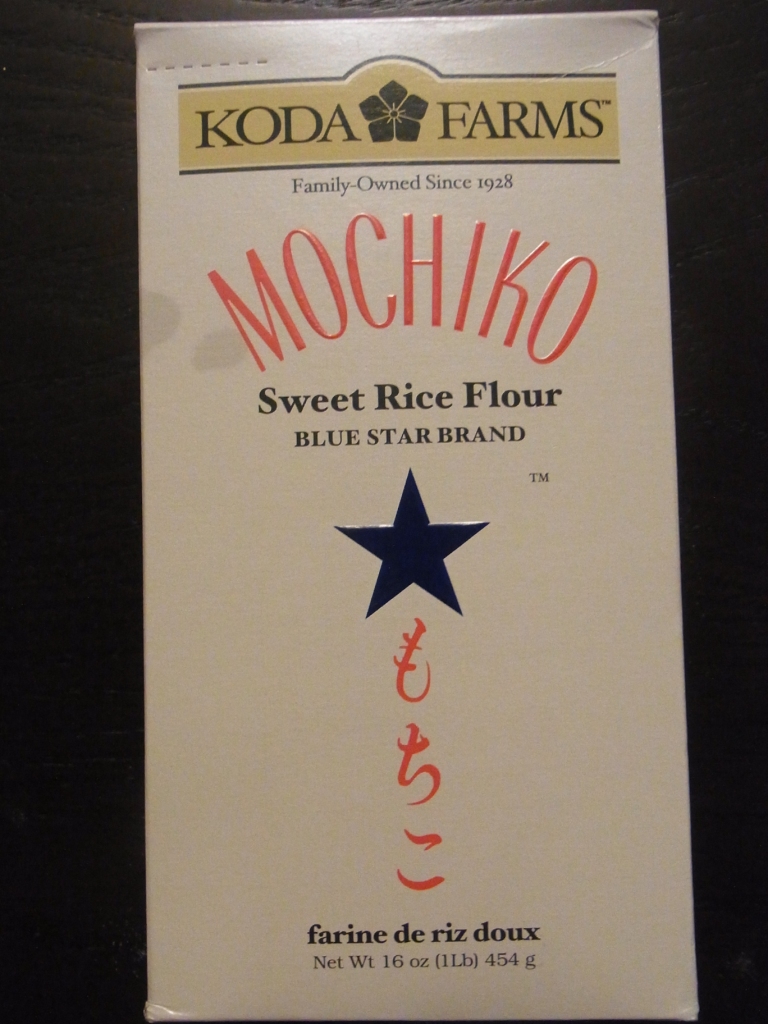 KODA FARMS™
Family-Owned Since 1928
MOCHIKO
Sweet Rice Flour
BLUE STAR BRAND
TM
もちこ
farine de riz doux
Net Wt 16 oz (1Lb) 454 g